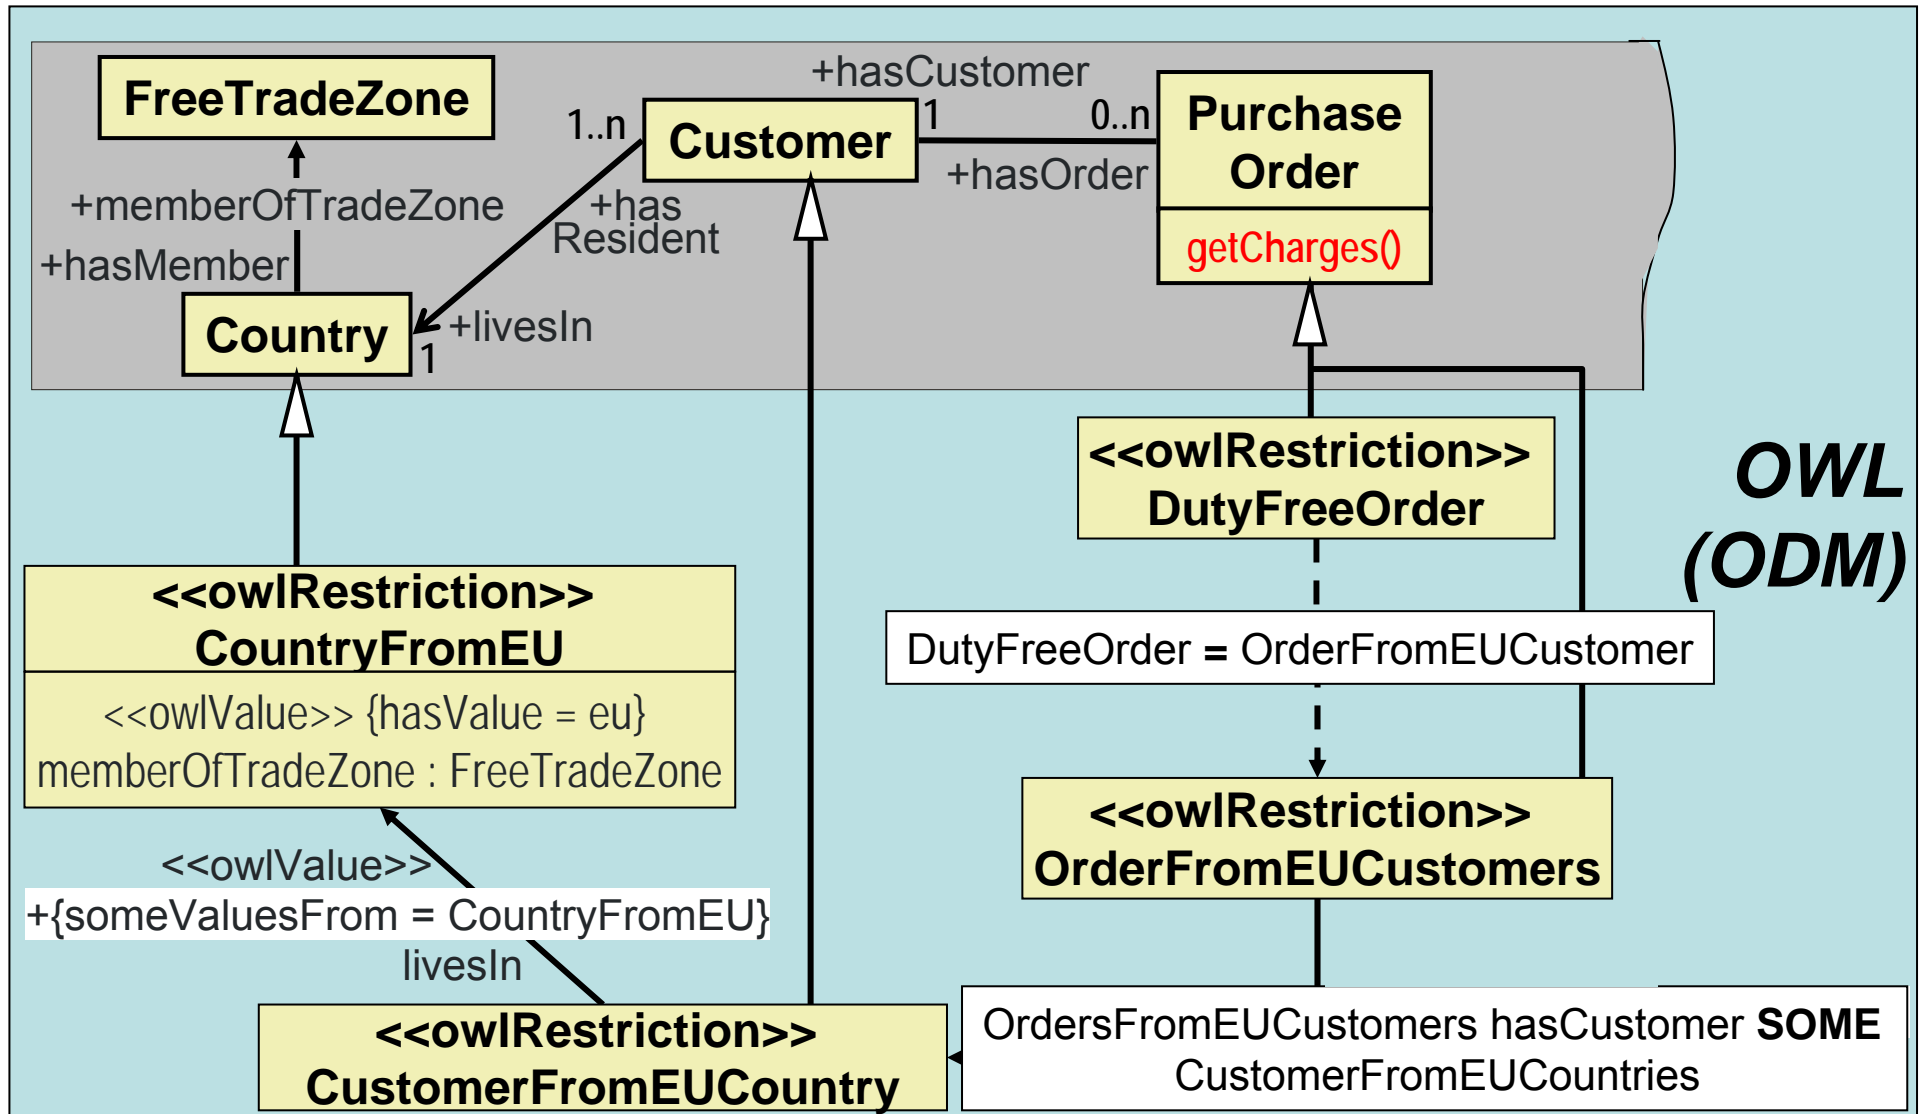 FreeTradeZone
+memberOfTradeZone
+hasMember
Country
1
+livesIn
+has
Resident
1..n
Customer
+hasCustomer
1
0..n
+hasOrder
Purchase
Order
getCharges()
<<owlRestriction>>
DutyFreeOrder
OWL
(ODM)
DutyFreeOrder = OrderFromEUCustomer
<<owlRestriction>>
OrderFromEUCustomers
<<owlRestriction>>
CountryFromEU
<<owlValue>> {hasValue = eu}
memberOfTradeZone : FreeTradeZone
<<owlValue>>
+{someValuesFrom = CountryFromEU}
livesIn
<<owlRestriction>>
CustomerFromEUCountry
OrdersFromEUCustomers hasCustomer SOME
CustomerFromEUCountries